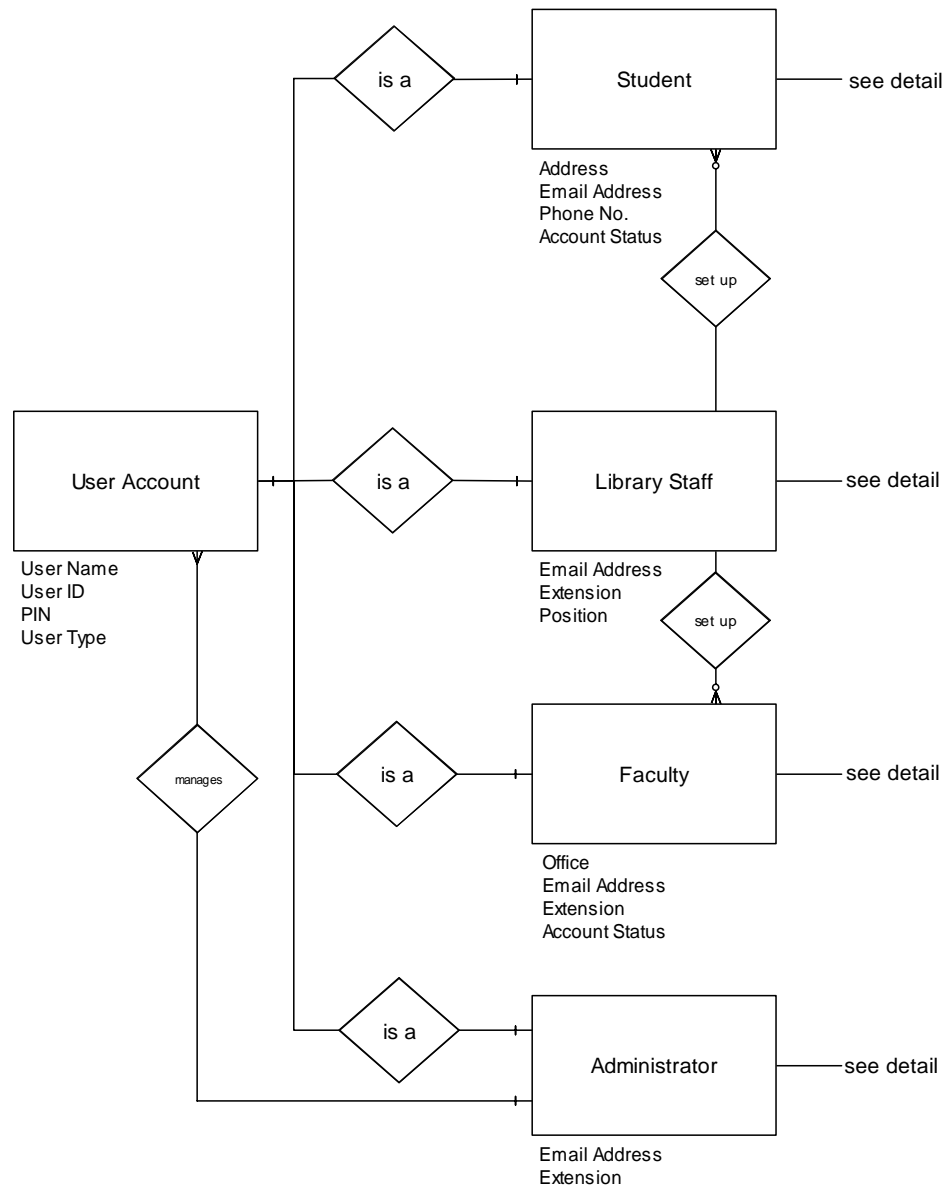 is a
Student
see detail
Address
Email Address
Phone No.
Account Status
set up
User Account
is a
Library Staff
see detail
User Name
User ID
PIN
User Type
Email Address
Extension
Position
set up
manages
is a
Faculty
see detail
Office
Email Address
Extension
Account Status
is a
Administrator
see detail
Email Address
Extension